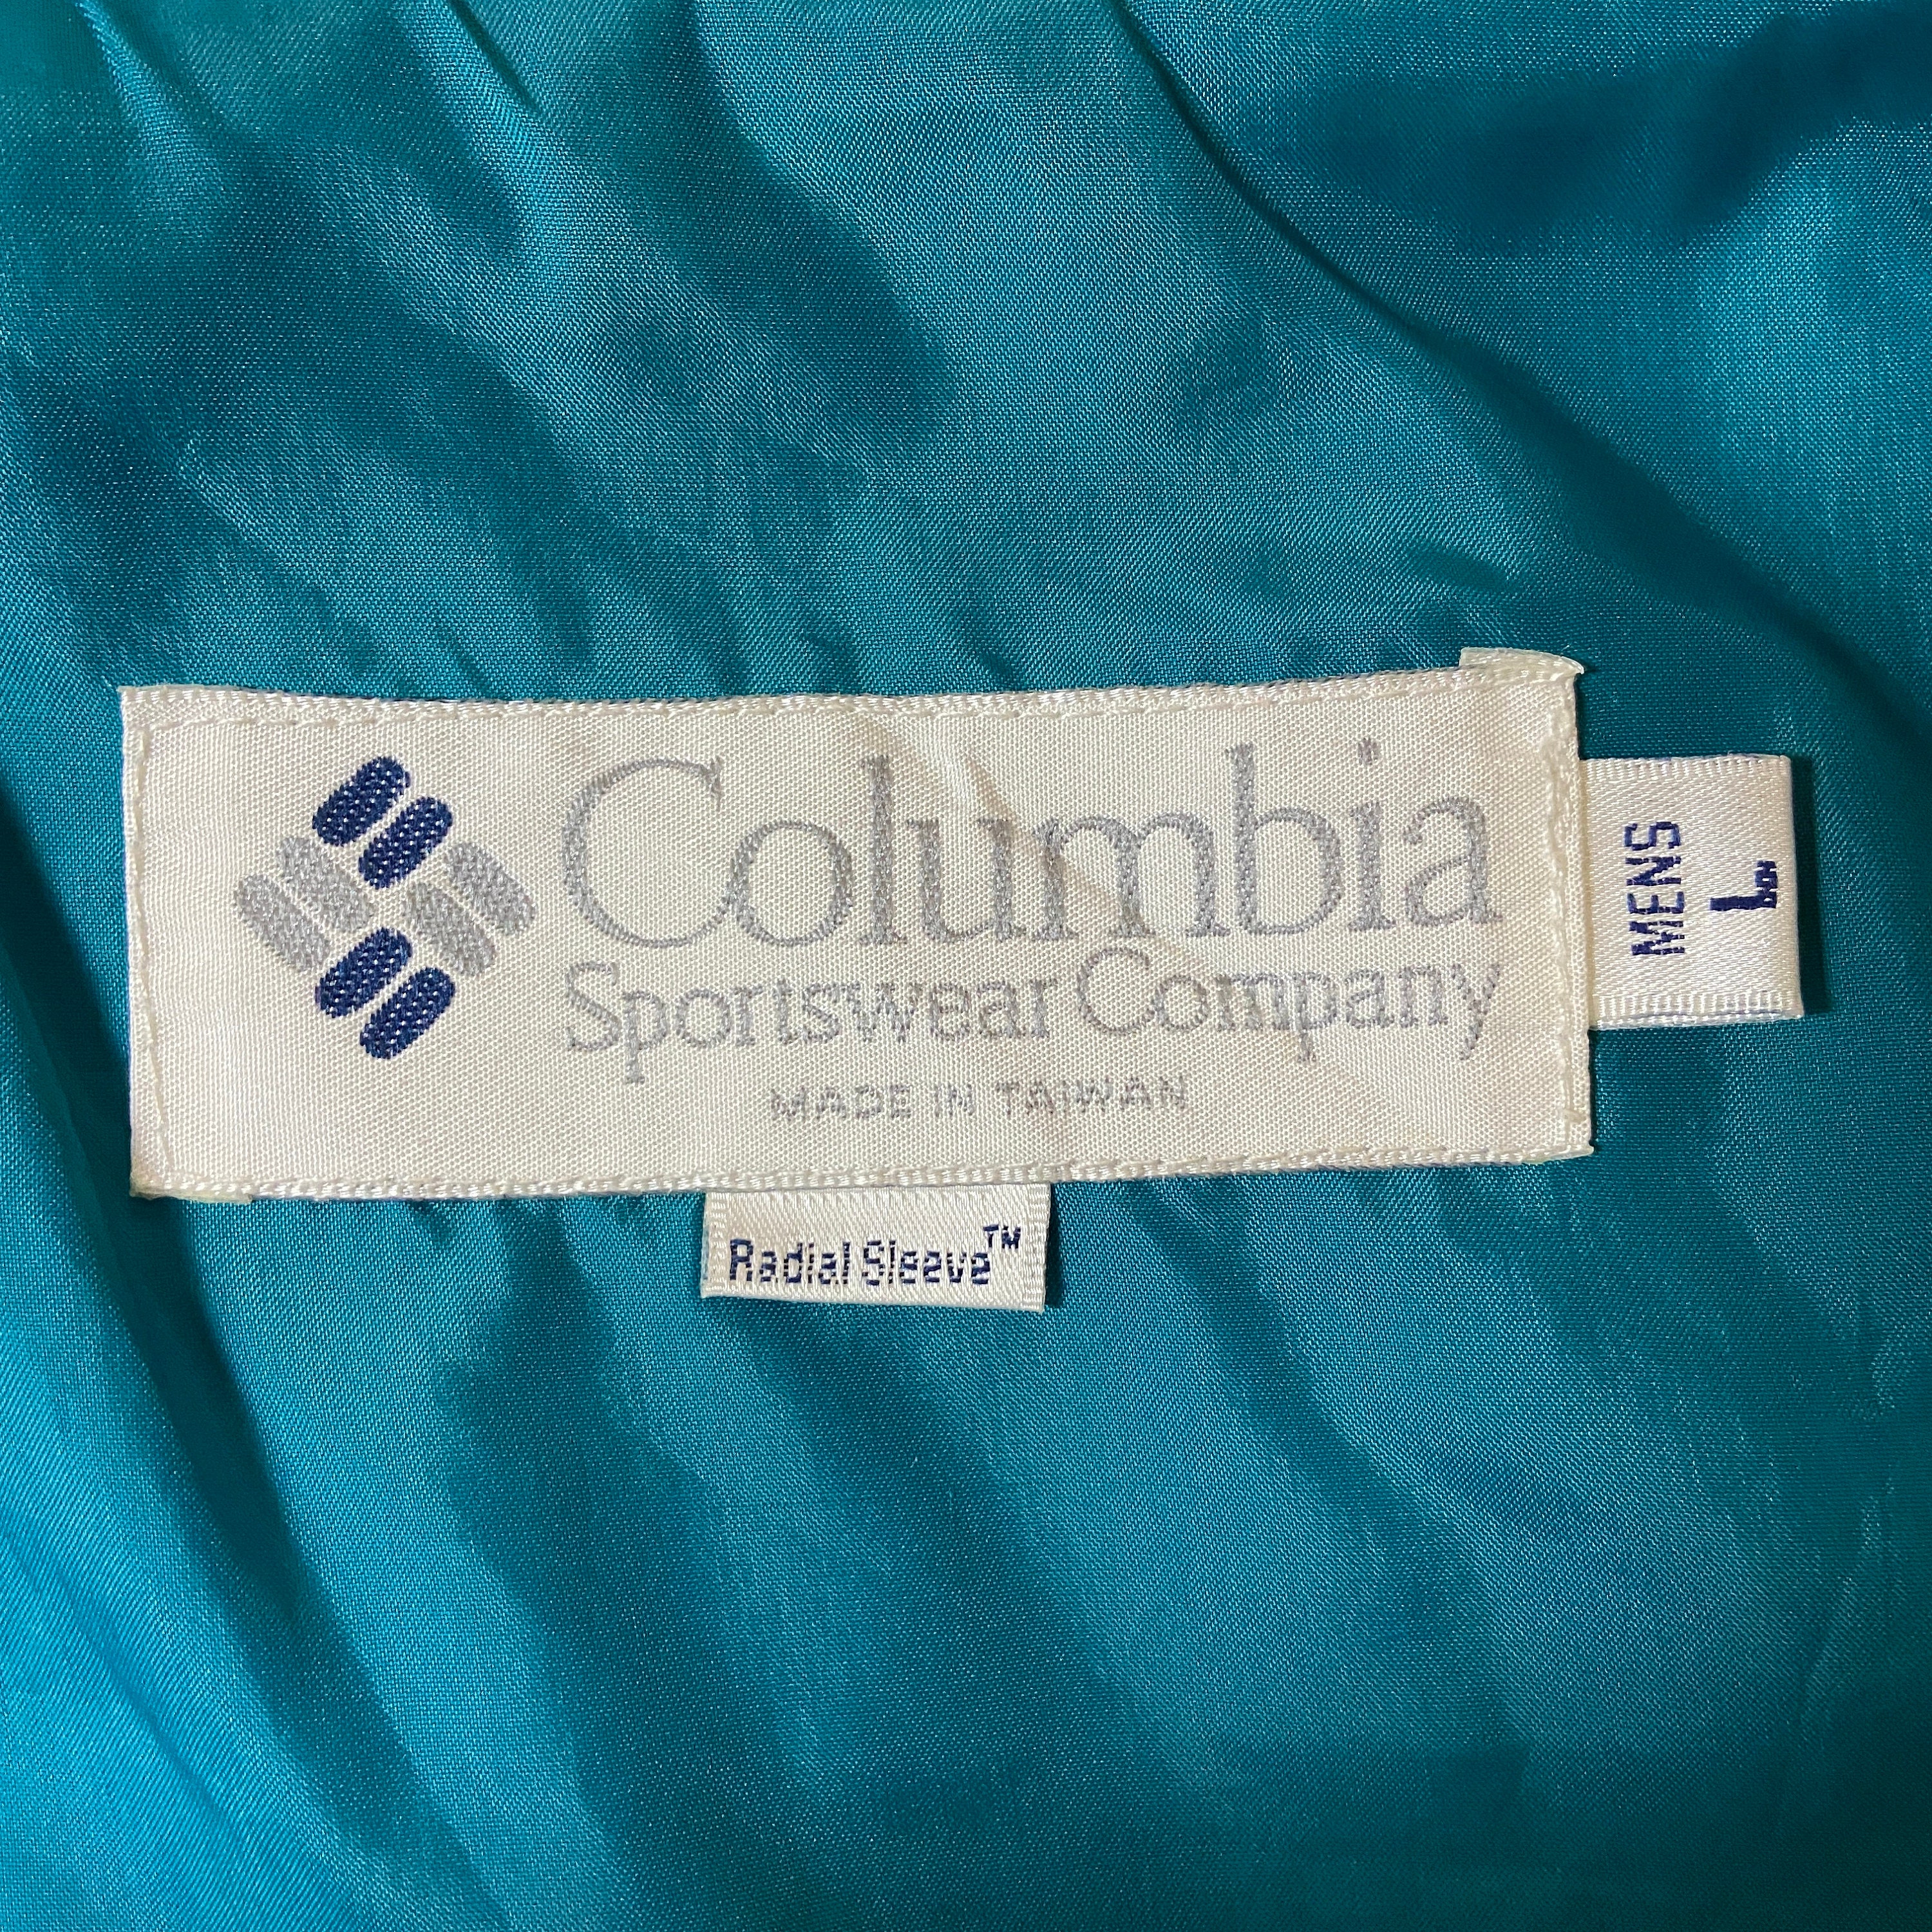 Columbia
Sportswear Company
MADE IN TAIWAN
MENS
L
Radial Sleeve™